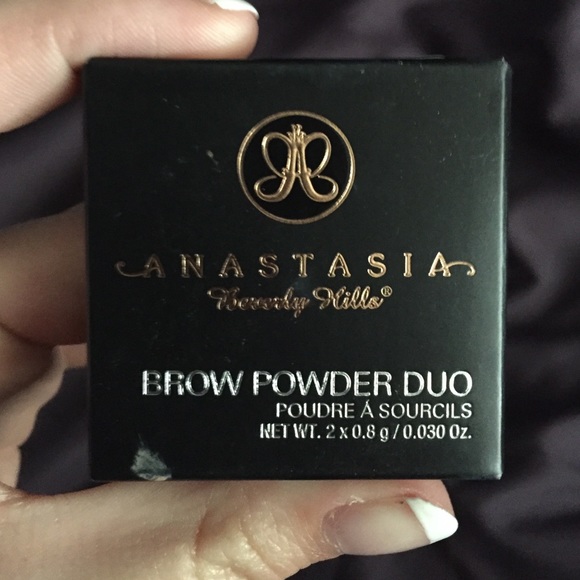 ANASTASIA
Beverly Hills®
BROW POWDER DUO
POUDRE Á SOURCILS
NET WT. 2 x 0.8 g / 0.030 Oz.